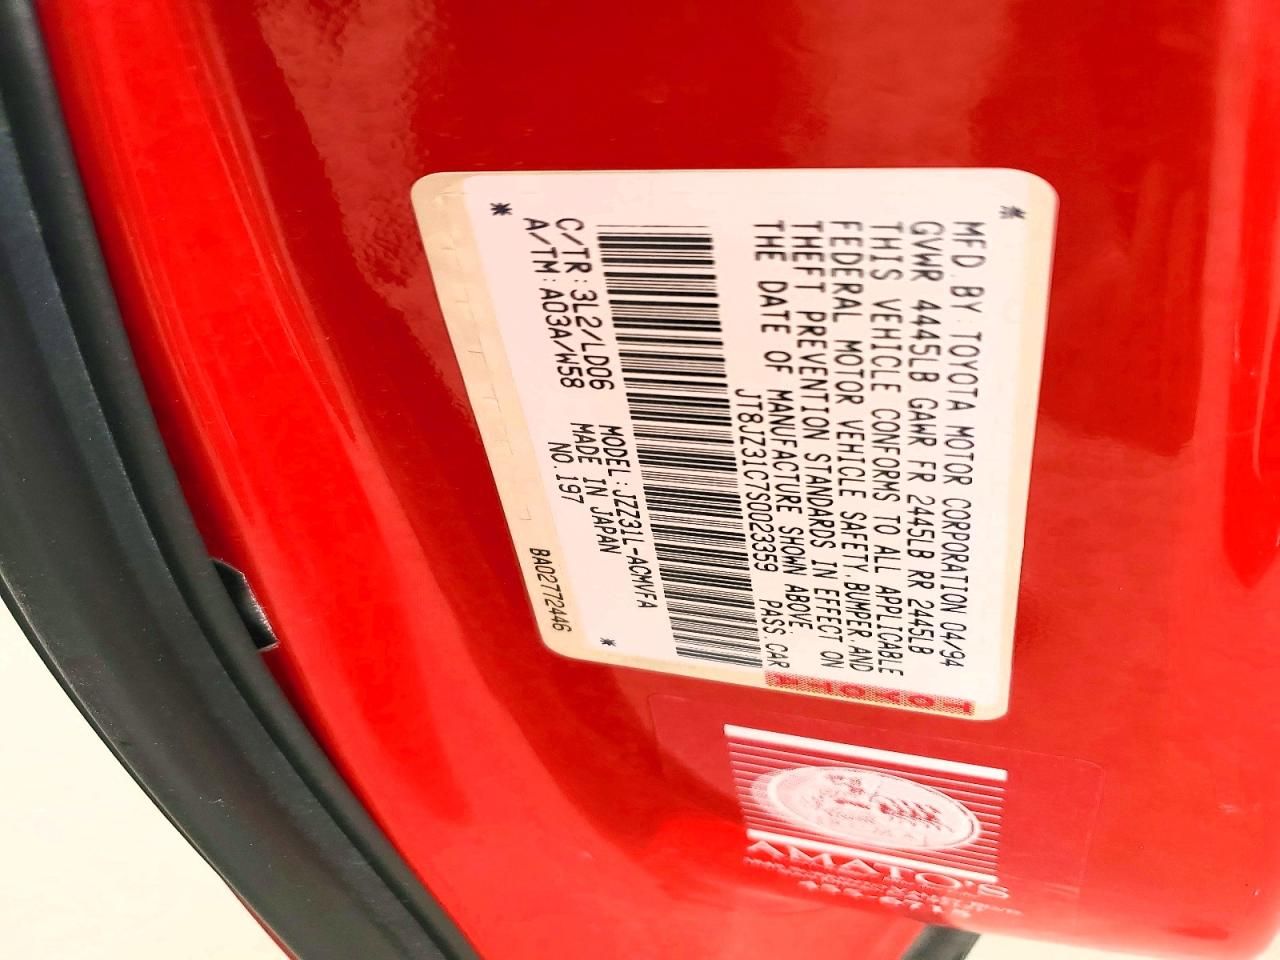 MFD. BY: TOYOTA MOTOR CORPORATION 04/94
GVWR 4445LB GAWR FR 2445LB RR 2445LB
THIS VEHICLE CONFORMS TO ALL APPLICABLE
FEDERAL MOTOR VEHICLE SAFETY, BUMPER, AND
THEFT PREVENTION STANDARDS IN EFFECT ON
THE DATE OF MANUFACTURE SHOWN ABOVE.
JT8JZ31C7S0023359 PASS. CAR
C/TR: 3L2/LD06 MODEL: JZZ31L-ACMVFA
A/TM: A03A/W58 MADE IN JAPAN
NO. 197
BA02772446
TOYOTA
AMATO'S